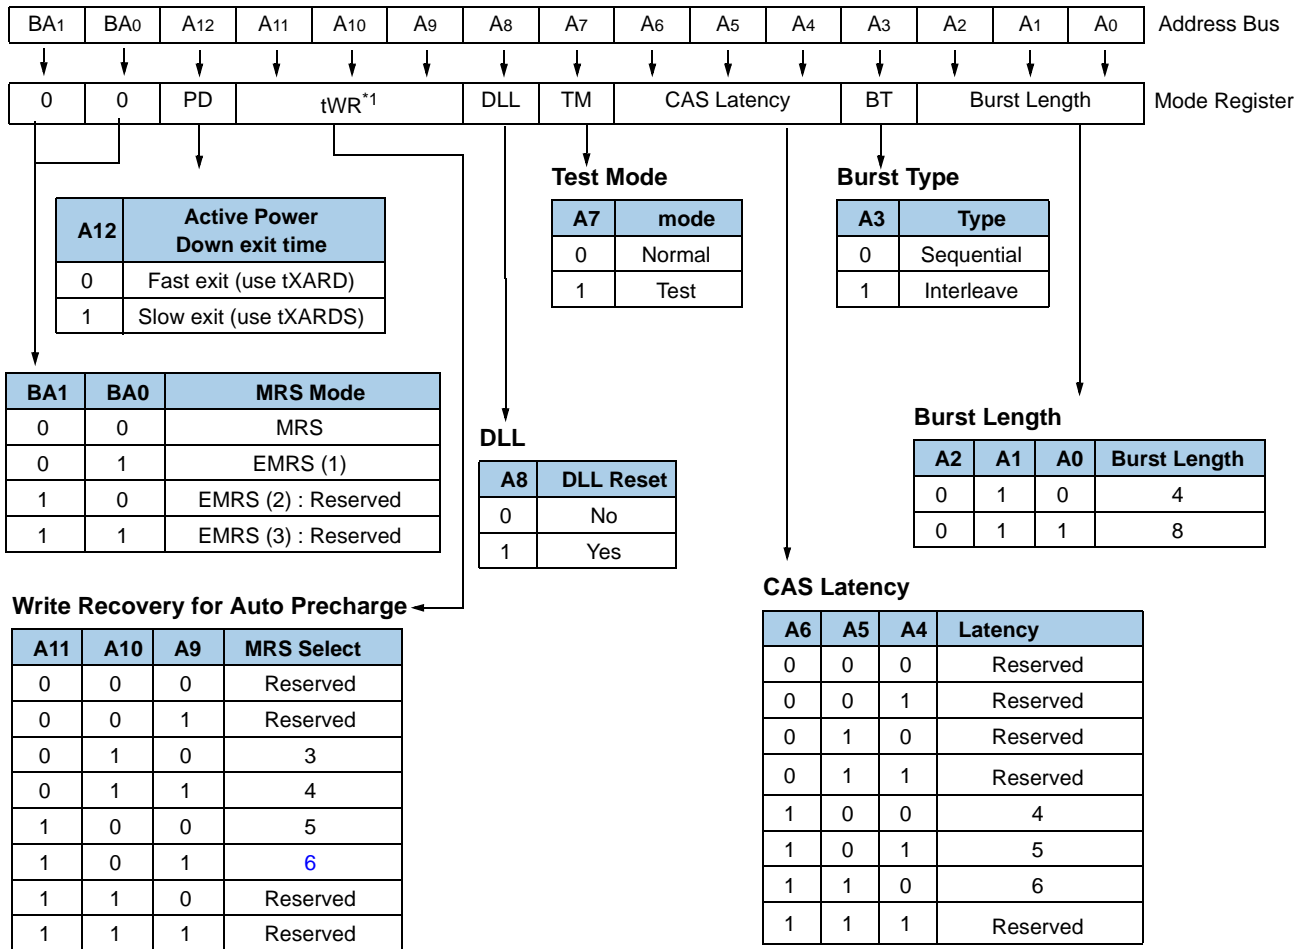 BA1 BA0 A12 A11 A10 A9 A8 A7 A6 A5 A4 A3 A2 A1 A0 Address Bus
0 0 PD tWR*1 DLL TM CAS Latency BT Burst Length Mode Register
A12 Active Power Down exit time
0 Fast exit (use tXARD)
1 Slow exit (use tXARDS)
Test Mode
A7 mode
0 Normal
1 Test
Burst Type
A3 Type
0 Sequential
1 Interleave
BA1 BA0 MRS Mode
0 0 MRS
0 1 EMRS (1)
1 0 EMRS (2) : Reserved
1 1 EMRS (3) : Reserved
DLL
A8 DLL Reset
0 No
1 Yes
Burst Length
A2 A1 A0 Burst Length
0 1 0 4
0 1 1 8
Write Recovery for Auto Precharge
A11 A10 A9 MRS Select
0 0 0 Reserved
0 0 1 Reserved
0 1 0 3
0 1 1 4
1 0 0 5
1 0 1 6
1 1 0 Reserved
1 1 1 Reserved
CAS Latency
A6 A5 A4 Latency
0 0 0 Reserved
0 0 1 Reserved
0 1 0 Reserved
0 1 1 Reserved
1 0 0 4
1 0 1 5
1 1 0 6
1 1 1 Reserved